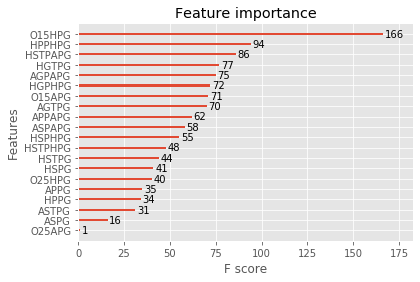 Feature importance
O15HPG 166
HPPHPG 94
HSTPAPG 86
HGTPG 77
AGPAPG 75
HGPHPG 72
O15APG 71
AGTPG 70
APPAPG 62
ASPAPG 58
HSPHPG 55
HSTPHPG 48
HSTPG 44
HSPG 41
O25HPG 40
APPG 35
HPPG 34
ASTPG 31
ASPG 16
O25APG 1
Features
0 25 50 75 100 125 150 175
F score